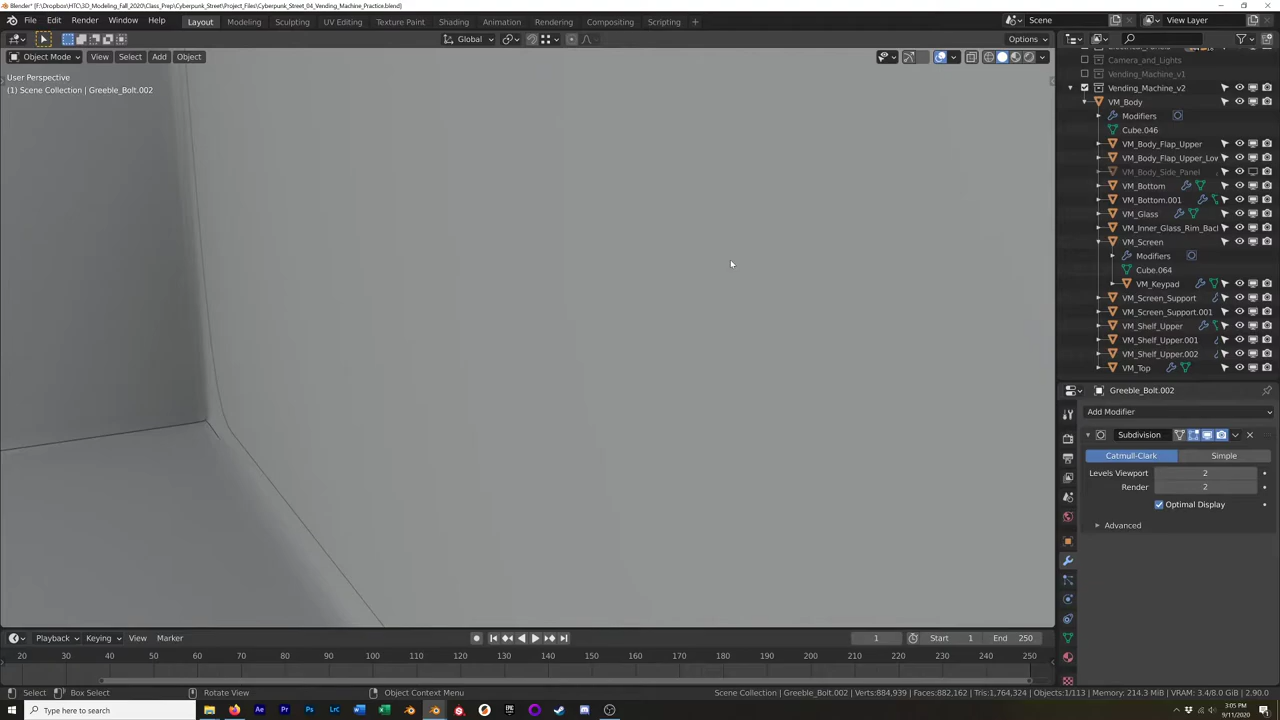 Blender* [F:\Dropbox\HTC\3D_Modeling_Fall_2020\Class_Prep\Cyberpunk_Street\Project_Files\Cyberpunk_Street_04_Vending_Machine_Practice.blend]
File Edit Render Window Help Layout Modeling Sculpting UV Editing Texture Paint Shading Animation Rendering Compositing Scripting + Scene View Layer
Global Options
Object Mode View Select Add Object
User Perspective
(1) Scene Collection | Greeble_Bolt.002
Camera_and_Lights
Vending_Machine_v1
Vending_Machine_v2
VM_Body
Modifiers
Cube.046
VM_Body_Flap_Upper
VM_Body_Flap_Upper_Lov
VM_Body_Side_Panel
VM_Bottom
VM_Bottom.001
VM_Glass
VM_Inner_Glass_Rim_Bacl
VM_Screen
Modifiers
Cube.064
VM_Keypad
VM_Screen_Support
VM_Screen_Support.001
VM_Shelf_Upper
VM_Shelf_Upper.001
VM_Shelf_Upper.002
VM_Top
Greeble_Bolt.002
Add Modifier
Subdivision
Catmull-Clark Simple
Levels Viewport 2
Render 2
Optimal Display
Advanced
Playback Keying View Marker 1 Start 1 End 250
20 30 40 50 60 70 80 90 100 110 120 130 140 150 160 170 180 190 200 210 220 230 240 250
Select Box Select Rotate View Object Context Menu Scene Collection | Greeble_Bolt.002 | Verts:884,939 | Faces:882,162 | Tris:1,764,324 | Objects:1/113 | Memory: 214.3 MiB | VRAM: 3.4/8.0 GiB | 2.90.0
Type here to search
3:05 PM
9/11/2020